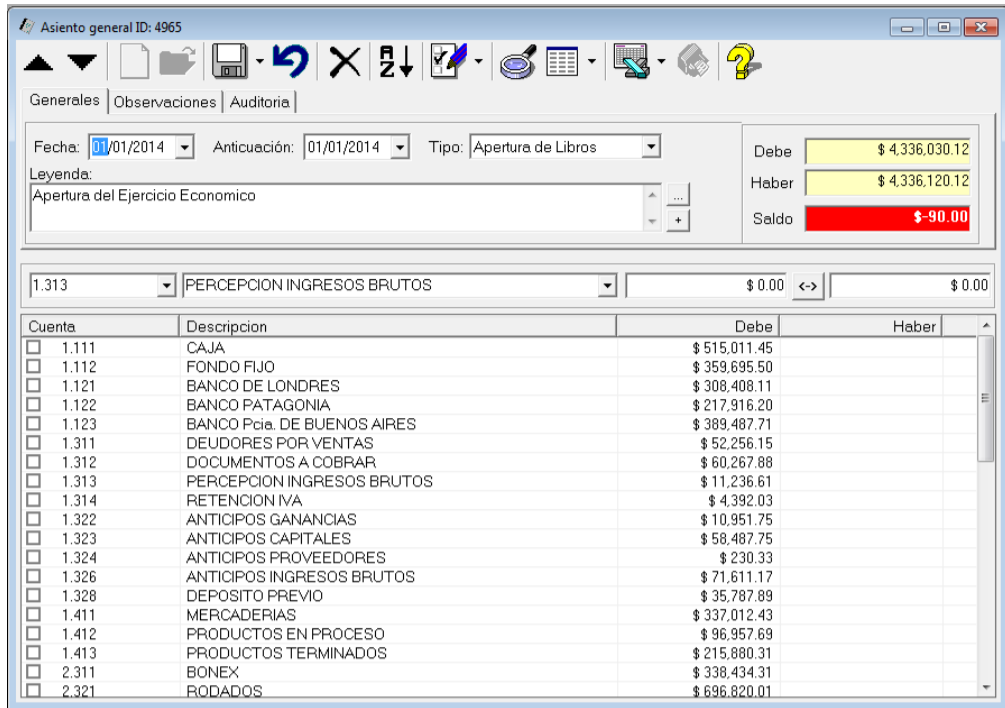 Asiento general ID: 4965
Generales Observaciones Auditoria
Fecha: 01/01/2014 Anticuación: 01/01/2014 Tipo: Apertura de Libros
Debe $ 4,336,030.12
Leyenda:
Haber $ 4,336,120.12
Apertura del Ejercicio Economico
...
Saldo $-90.00
+
1.313 PERCEPCION INGRESOS BRUTOS $ 0.00 <-> $ 0.00
Cuenta Descripcion Debe Haber
1.111 CAJA $ 515,011.45
1.112 FONDO FIJO $ 359,695.50
1.121 BANCO DE LONDRES $ 308,408.11
1.122 BANCO PATAGONIA $ 217,916.20
1.123 BANCO Pcia. DE BUENOS AIRES $ 389,487.71
1.311 DEUDORES POR VENTAS $ 52,256.15
1.312 DOCUMENTOS A COBRAR $ 60,267.88
1.313 PERCEPCION INGRESOS BRUTOS $ 11,236.61
1.314 RETENCION IVA $ 4,392.03
1.322 ANTICIPOS GANANCIAS $ 10,951.75
1.323 ANTICIPOS CAPITALES $ 58,487.75
1.324 ANTICIPOS PROVEEDORES $ 230.33
1.326 ANTICIPOS INGRESOS BRUTOS $ 71,611.17
1.328 DEPOSITO PREVIO $ 35,787.89
1.411 MERCADERIAS $ 337,012.43
1.412 PRODUCTOS EN PROCESO $ 96,957.69
1.413 PRODUCTOS TERMINADOS $ 215,880.31
2.311 BONEX $ 338,434.31
2.321 RODADOS $ 696,820.01